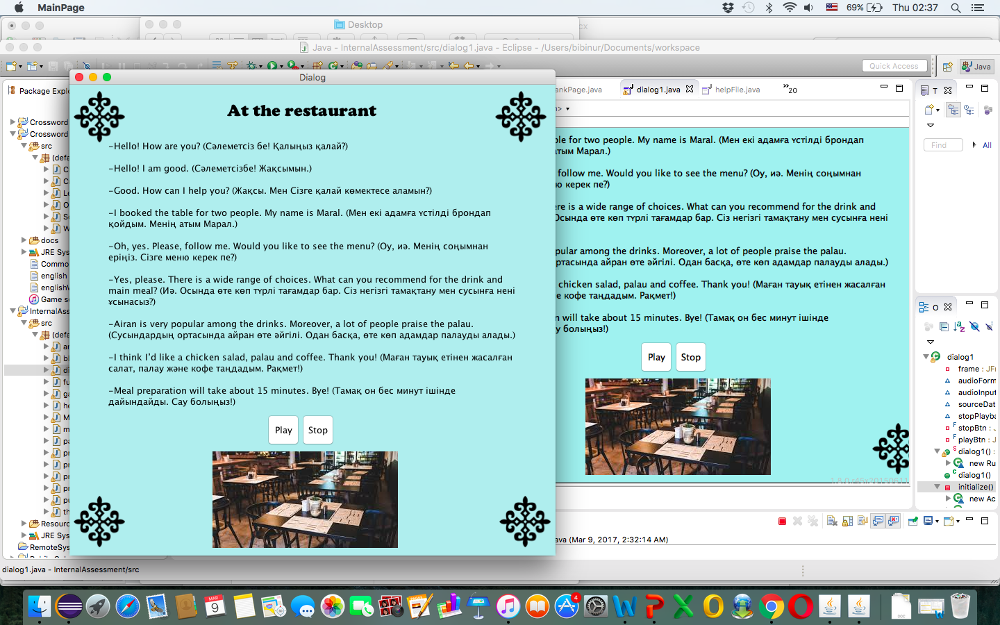 MainPage
69%
Thu 02:37
Desktop
Java - InternalAssessment/src/dialog1.java - Eclipse - /Users/bibinur/Documents/workspace
Quick Access
Java
Package Explo
ankPage.java
dialog1.java
helpFile.java
20
Dialog
At the restaurant
-Hello! How are you? (Сәлеметсіз бе! Қалыңыз қалай?)
-Hello! I am good. (Сәлеметсізбе! Жақсымын.)
-Good. How can I help you? (Жақсы. Мен Сізге қалай көмектесе аламын?)
-I booked the table for two people. My name is Maral. (Мен екі адамға үстілді брондап
қойдым. Менің атым Марал.)
-Oh, yes. Please, follow me. Would you like to see the menu? (Оу, иә. Менің соңымнан
еріңіз. Сізге меню керек пе?)
-Yes, please. There is a wide range of choices. What can you recommend for the drink and
main meal? (Иә. Осында өте көп түрлі тағамдар бар. Сіз негізгі тамақтану мен сусынға нені
ұсынасыз?)
-Airan is very popular among the drinks. Moreover, a lot of people praise the palau.
(Сусындардың ортасында айран өте әйгілі. Одан басқа, өте көп адамдар палауды алады.)
-I think I'd like a chicken salad, palau and coffee. Thank you! (Маған тауық етінен жасалған
салат, палау және кофе таңдадым. Рақмет!)
-Meal preparation will take about 15 minutes. Bye! (Тамақ он бес минут ішінде
дайындайды. Сау болыңыз!)
Play
Stop
ble for two people. My name is Maral. (Мен екі адамға үстілді брондап
атым Марал.)
follow me. Would you like to see the menu? (Оу, иә. Менің соңымнан
ю керек пе?)
ere is a wide range of choices. What can you recommend for the drink and
Осында өте көп түрлі тағамдар бар. Сіз негізгі тамақтану мен сусынға нені
pular among the drinks. Moreover, a lot of people praise the palau.
ортасында айран өте әйгілі. Одан басқа, өте көп адамдар палауды алады.)
chicken salad, palau and coffee. Thank you! (Маған тауық етінен жасалған
е кофе таңдадым. Рақмет!)
n will take about 15 minutes. Bye! (Тамақ он бес минут ішінде
у болыңыз!)
Play
Stop
Crossword
Crossword
src
(defa
C
C
Le
O
Sc
W
docs
JRE Sys
Commo
english
englishW
Game s
InternalAss
src
(defa
ar
bl
di
fu
ga
he
M
m
pa
pr
pr
pr
pr
pu
th
Resourc
JRE Sys
RemoteSys
T
Find
All
O
dialog1
frame : JFr
audioForm
audioInput
sourceDat
stopPlayba
stopBtn : J
playBtn : J
dialog1() :
new Ru
dialog1()
initialize()
new Ac
ava (Mar 9, 2017, 2:32:14 AM)
dialog1.java - InternalAssessment/src
MAR
9
4
DOC